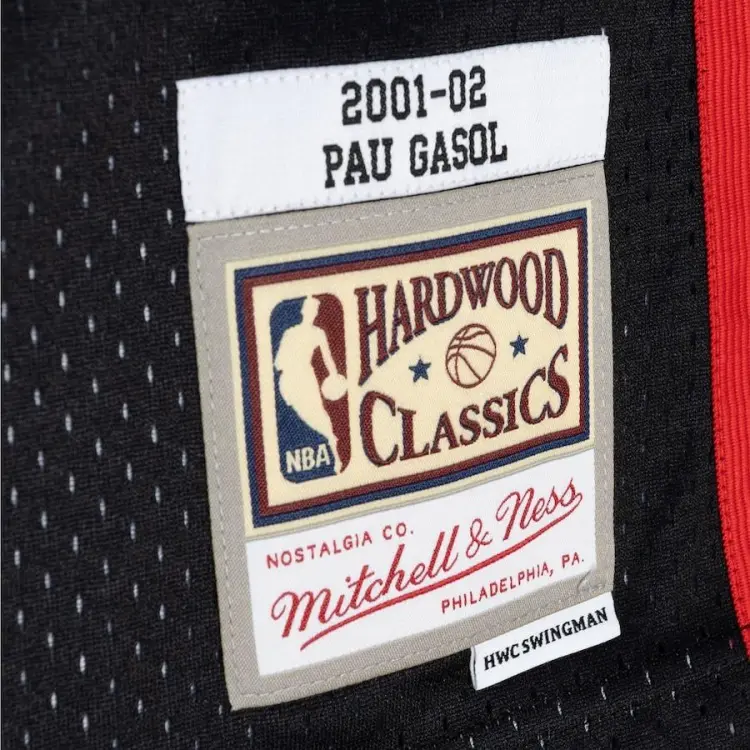 2001-02
PAU GASOL
HARDWOOD
CLASSICS
NBA
NOSTALGIA CO.
Mitchell & Ness
PHILADELPHIA, PA.
HWC SWINGMAN